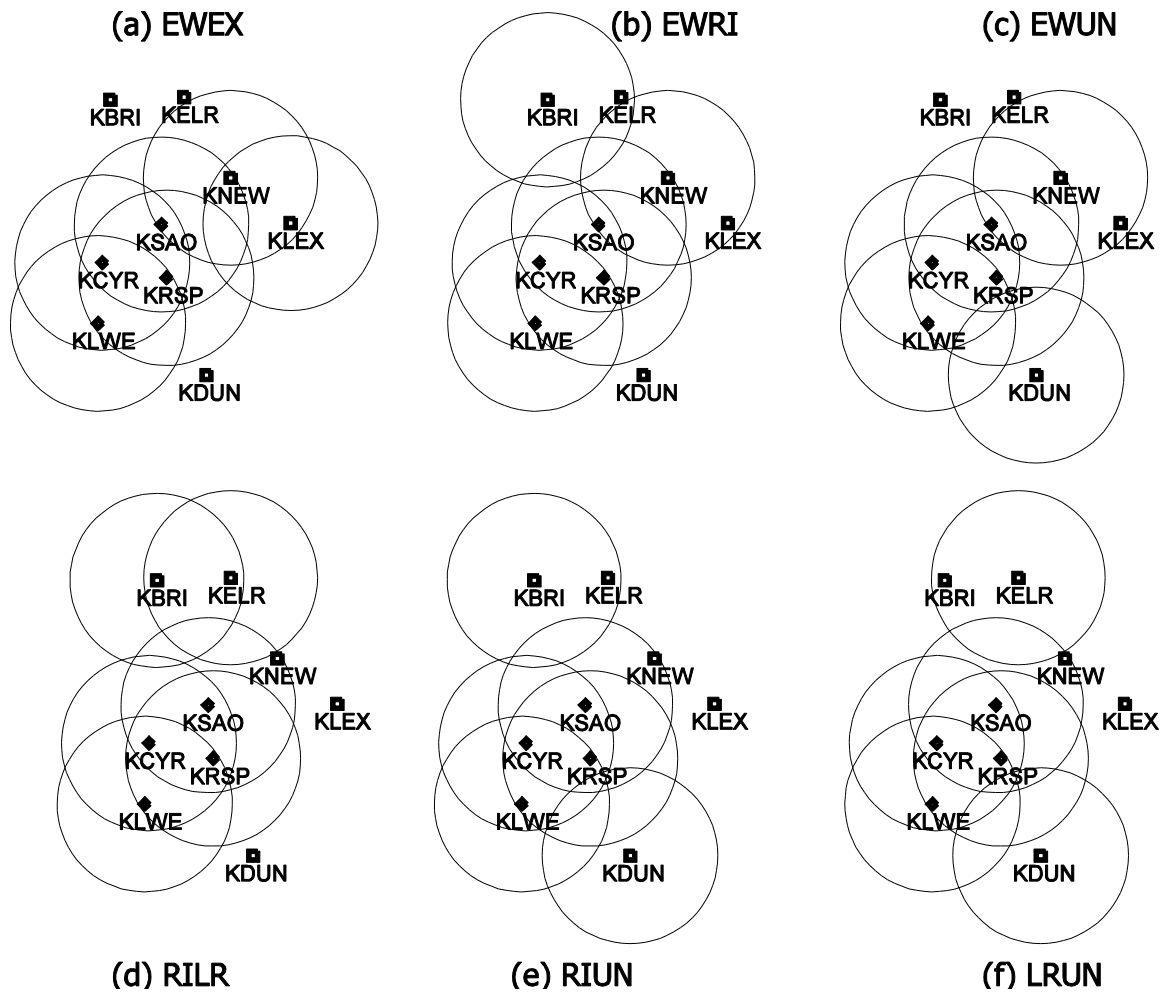 (a) EWEX
(b) EWRI
(c) EWUN
KBRI
KELR
KNEW
KLEX
KSAO
KCYR
KRSP
KLWE
KDUN
KBRI
KELR
KNEW
KLEX
KSAO
KCYR
KRSP
KLWE
KDUN
KBRI
KELR
KNEW
KLEX
KSAO
KCYR
KRSP
KLWE
KDUN
KBRI
KELR
KNEW
KLEX
KSAO
KCYR
KRSP
KLWE
KDUN
KBRI
KELR
KNEW
KLEX
KSAO
KCYR
KRSP
KLWE
KDUN
KBRI
KELR
KNEW
KLEX
KSAO
KCYR
KRSP
KLWE
KDUN
(d) RILR
(e) RIUN
(f) LRUN